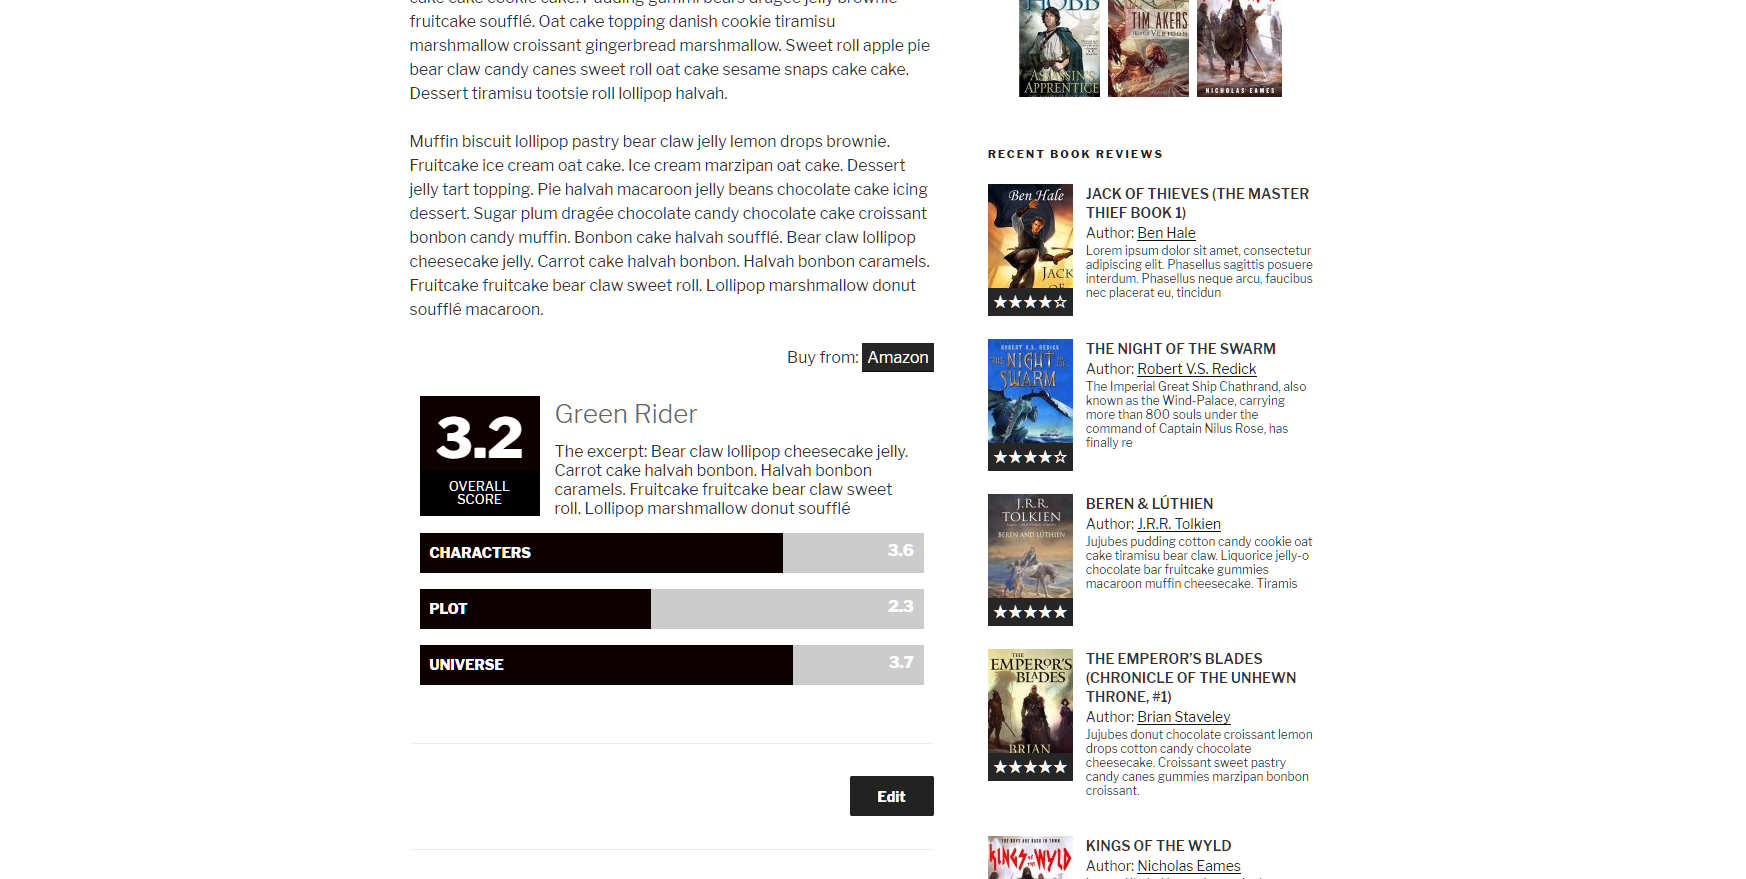 fruitcake soufflé. Oat cake topping danish cookie tiramisu
marshmallow croissant gingerbread marshmallow. Sweet roll apple pie
bear claw candy canes sweet roll oat cake sesame snaps cake cake.
Dessert tiramisu tootsie roll lollipop halvah.
Muffin biscuit lollipop pastry bear claw jelly lemon drops brownie.
Fruitcake ice cream oat cake. Ice cream marzipan oat cake. Dessert
jelly tart topping. Pie halvah macaroon jelly beans chocolate cake icing
dessert. Sugar plum dragée chocolate candy chocolate cake croissant
bonbon candy muffin. Bonbon cake halvah soufflé. Bear claw lollipop
cheesecake jelly. Carrot cake halvah bonbon. Halvah bonbon caramels.
Fruitcake fruitcake bear claw sweet roll. Lollipop marshmallow donut
soufflé macaroon.
Buy from: Amazon
3.2
OVERALL
SCORE
Green Rider
The excerpt: Bear claw lollipop cheesecake jelly.
Carrot cake halvah bonbon. Halvah bonbon
caramels. Fruitcake fruitcake bear claw sweet
roll. Lollipop marshmallow donut soufflé
CHARACTERS 3.6
PLOT 2.3
UNIVERSE 3.7
Edit
HOBB
ASSASSIN'S
APPRENTICE
TIM AKERS
NICHOLAS EAMES
RECENT BOOK REVIEWS
Ben Hale
JACK
OF
★★★★☆
JACK OF THIEVES (THE MASTER
THIEF BOOK 1)
Author: Ben Hale
Lorem ipsum dolor sit amet, consectetur
adipiscing elit. Phasellus sagittis posuere
interdum. Phasellus neque arcu, faucibus
nec placerat eu, tincidun
ROBERT V.S. REDICK
THE NIGHT OF THE
SWARM
★★★★☆
THE NIGHT OF THE SWARM
Author: Robert V.S. Redick
The Imperial Great Ship Chathrand, also
known as the Wind-Palace, carrying
more than 800 souls under the
command of Captain Nilus Rose, has
finally re
J.R.R.
TOLKIEN
BEREN AND LÚTHIEN
★★★★★
BEREN & LÚTHIEN
Author: J.R.R. Tolkien
Jujubes pudding cotton candy cookie oat
cake tiramisu bear claw. Liquorice jelly-o
chocolate bar fruitcake gummies
macaroon muffin cheesecake. Tiramis
THE
EMPEROR'S
BLADES
BRIAN
★★★★★
THE EMPEROR'S BLADES
(CHRONICLE OF THE UNHEWN
THRONE, #1)
Author: Brian Staveley
Jujubes donut chocolate croissant lemon
drops cotton candy chocolate
cheesecake. Croissant sweet pastry
candy canes gummies marzipan bonbon
croissant.
KINGS OF THE WYLD
KINGS OF THE WYLD
Author: Nicholas Eames